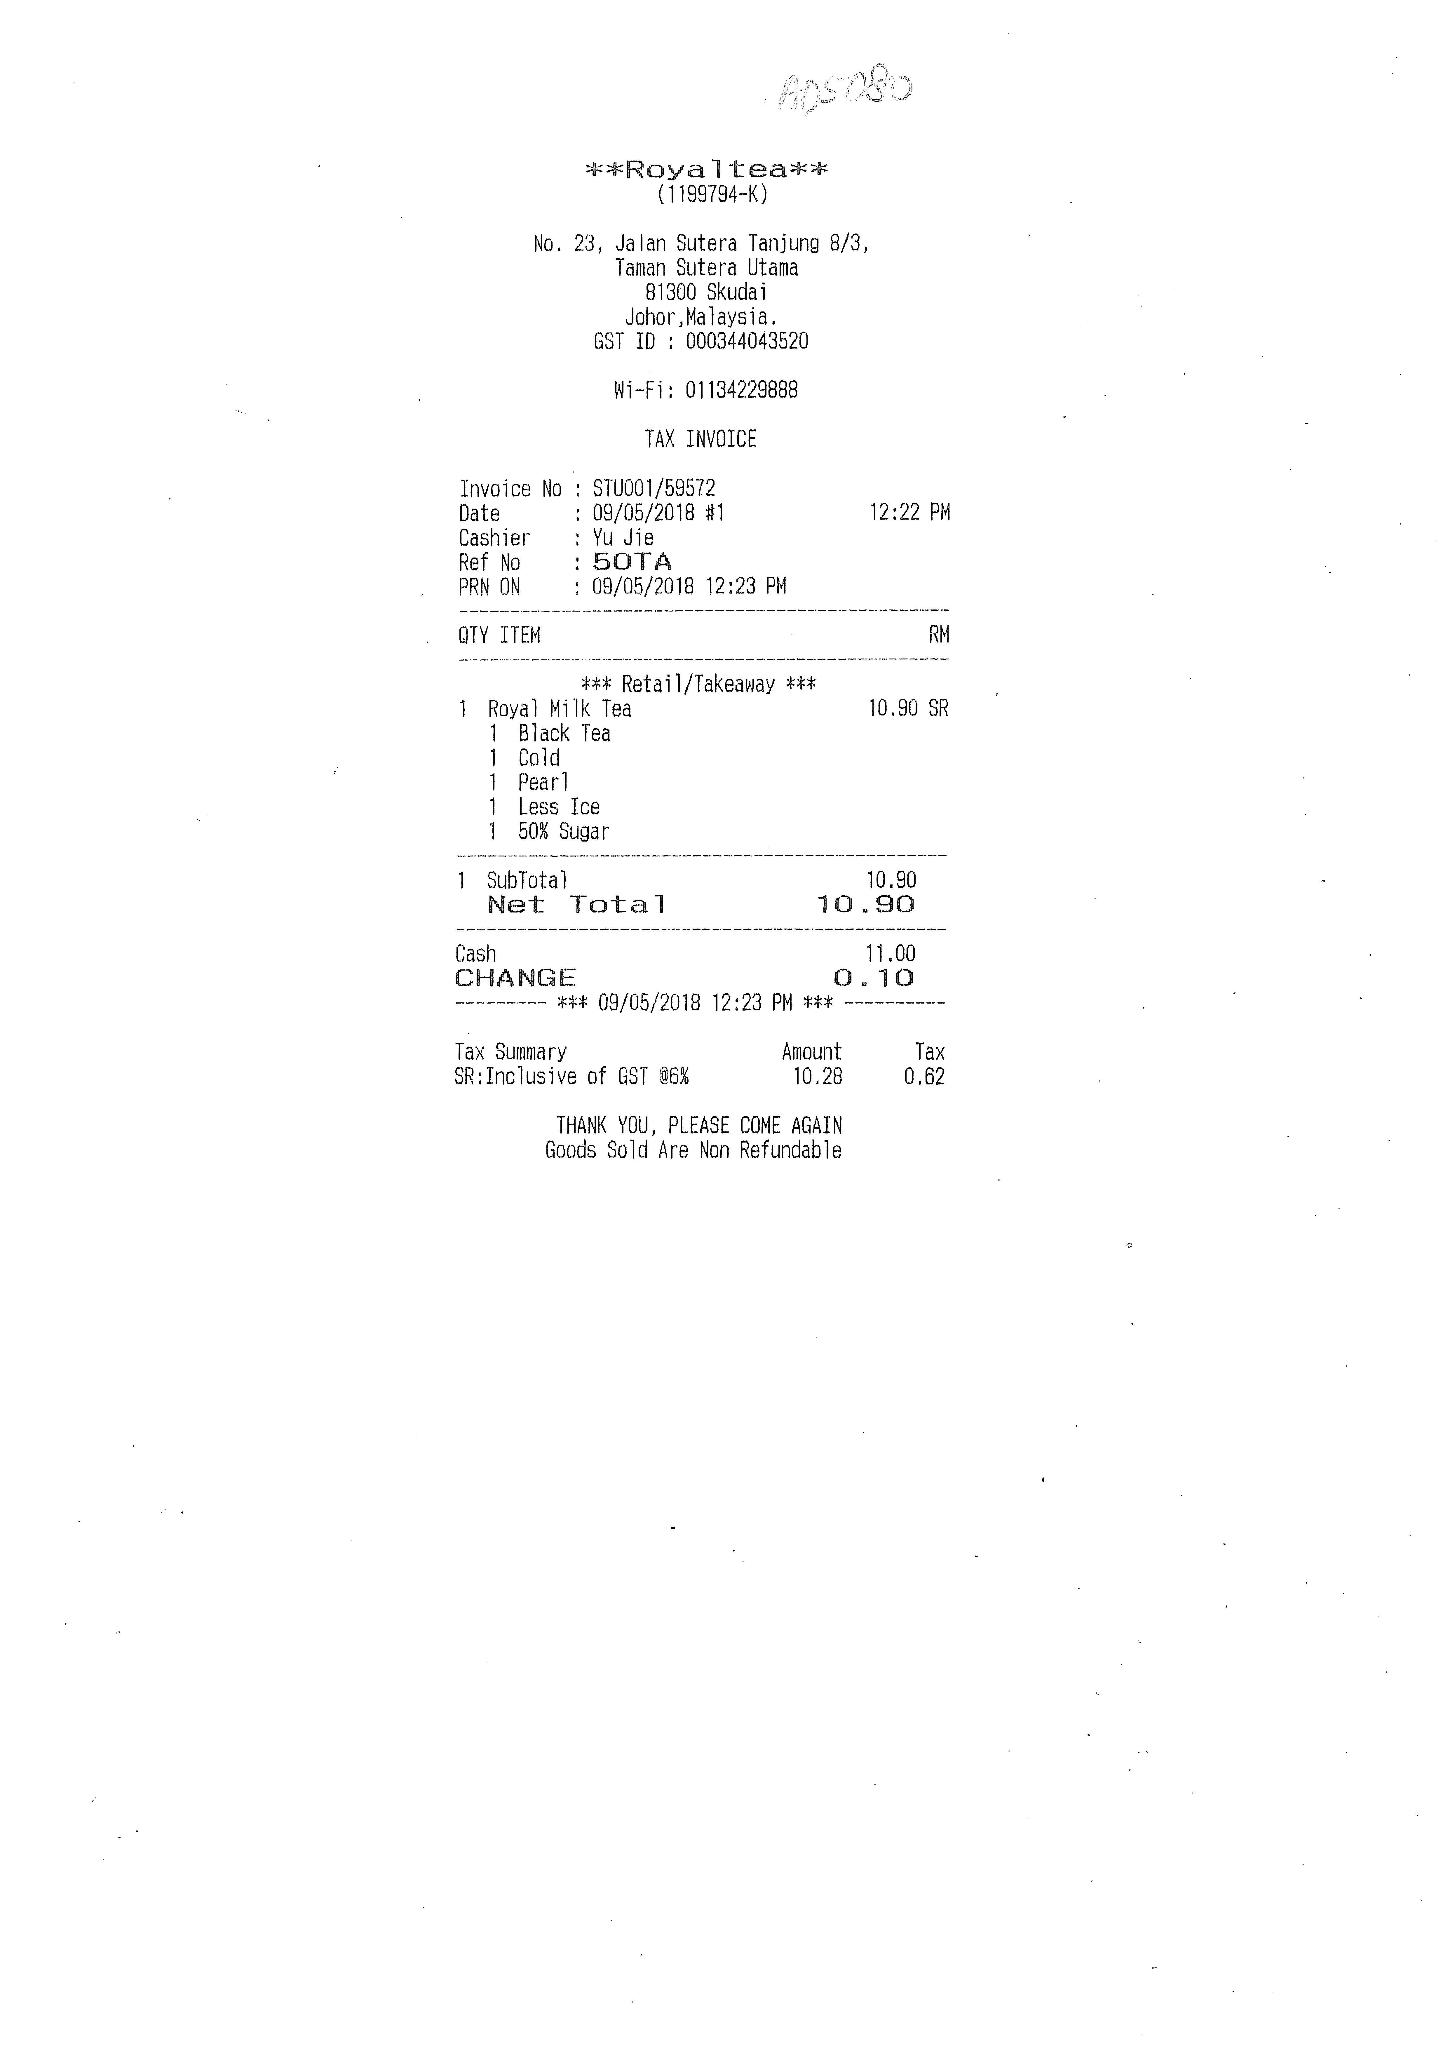 **Royaltea**
(1199794-K)
No. 23, Jalan Sutera Tanjung 8/3,
Taman Sutera Utama
81300 Skudai
Johor,Malaysia.
GST ID : 000344043520
Wi-Fi: 01134229888
TAX INVOICE
Invoice No : STU001/59572
Date : 09/05/2018 #1 12:22 PM
Cashier : Yu Jie
Ref No : 50TA
PRN ON : 09/05/2018 12:23 PM
QTY ITEM RM
*** Retail/Takeaway ***
1 Royal Milk Tea 10.90 SR
1 Black Tea
1 Cold
1 Pearl
1 Less Ice
1 50% Sugar
1 SubTotal 10.90
Net Total 10.90
Cash 11.00
CHANGE 0.10
--------- *** 09/05/2018 12:23 PM *** ----------
Tax Summary Amount Tax
SR:Inclusive of GST @6% 10.28 0.62
THANK YOU, PLEASE COME AGAIN
Goods Sold Are Non Refundable